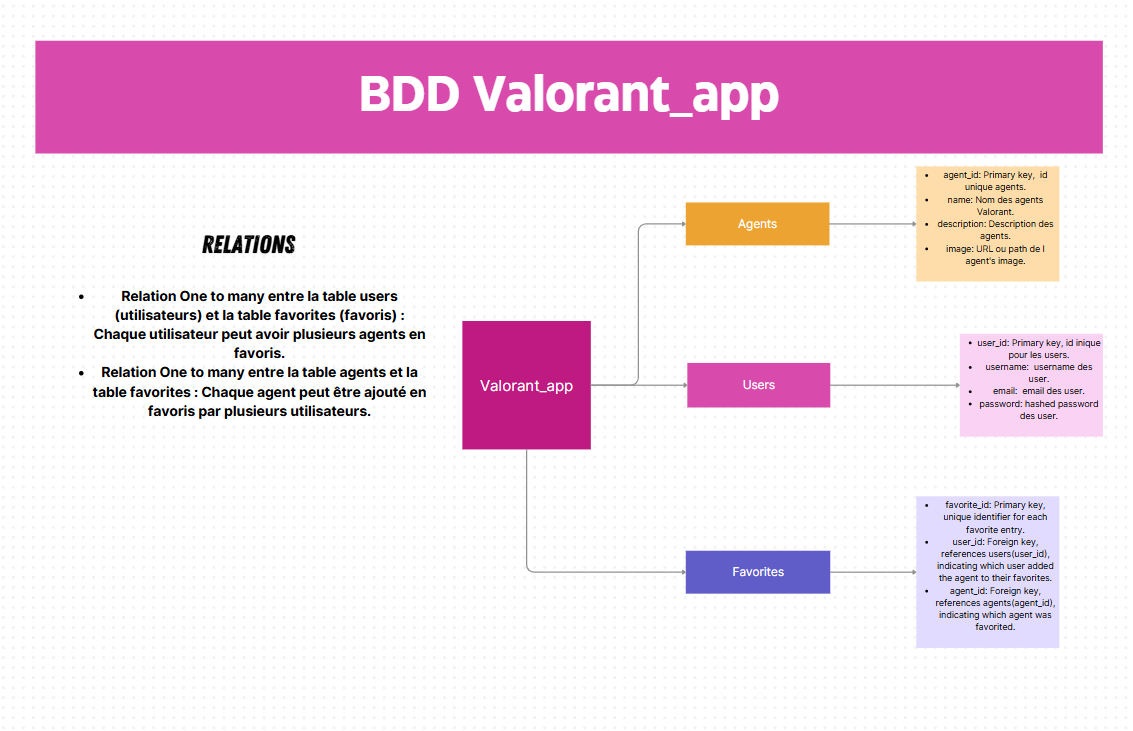 BDD Valorant_app
RELATIONS
• Relation One to many entre la table users
(utilisateurs) et la table favorites (favoris) :
Chaque utilisateur peut avoir plusieurs agents en
favoris.
• Relation One to many entre la table agents et la
table favorites : Chaque agent peut être ajouté en
favoris par plusieurs utilisateurs.
Valorant_app
Agents
• agent_id: Primary key, id
unique agents.
• name: Nom des agents
Valorant.
• description: Description des
agents.
• image: URL ou path de l
agent's image.
Users
• user_id: Primary key, id inique
pour les users.
• username: username des
user.
• email: email des user.
• password: hashed password
des user.
Favorites
• favorite_id: Primary key,
unique identifier for each
favorite entry.
• user_id: Foreign key,
references users(user_id),
indicating which user added
the agent to their favorites.
• agent_id: Foreign key,
references agents(agent_id),
indicating which agent was
favorited.